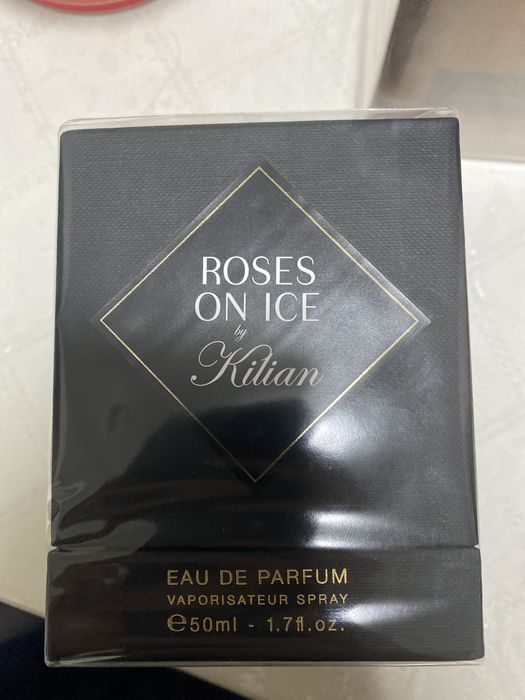 ROSES
ON ICE
by
Kilian
EAU DE PARFUM
VAPORISATEUR SPRAY
℮50ml - 1.7fl.oz.